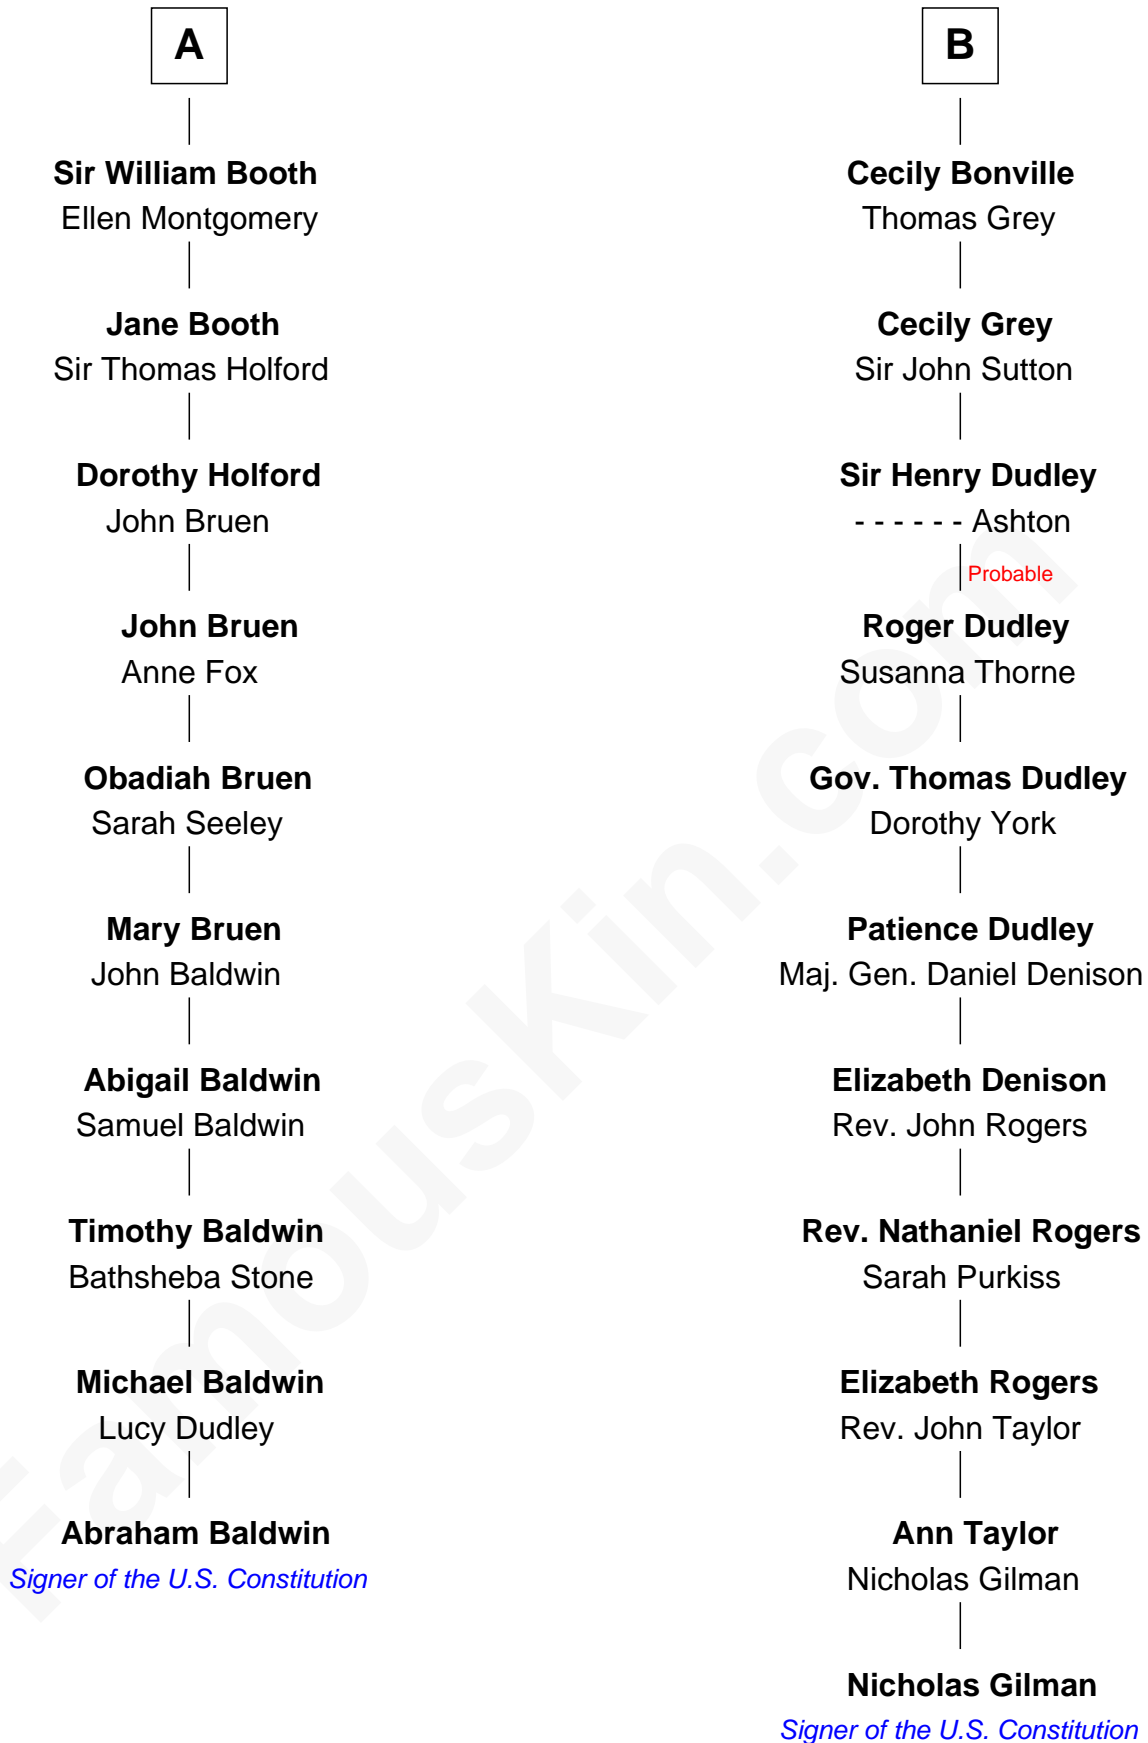 A
Sir William Booth
Ellen Montgomery
Jane Booth
Sir Thomas Holford
Dorothy Holford
John Bruen
John Bruen
Anne Fox
Obadiah Bruen
Sarah Seeley
Mary Bruen
John Baldwin
Abigail Baldwin
Samuel Baldwin
Timothy Baldwin
Bathsheba Stone
Michael Baldwin
Lucy Dudley
Abraham Baldwin
Signer of the U.S. Constitution
B
Cecily Bonville
Thomas Grey
Cecily Grey
Sir John Sutton
Sir Henry Dudley
- - - - - - Ashton
Probable
Roger Dudley
Susanna Thorne
Gov. Thomas Dudley
Dorothy York
Patience Dudley
Maj. Gen. Daniel Denison
Elizabeth Denison
Rev. John Rogers
Rev. Nathaniel Rogers
Sarah Purkiss
Elizabeth Rogers
Rev. John Taylor
Ann Taylor
Nicholas Gilman
Nicholas Gilman
Signer of the U.S. Constitution
FamousKin.com